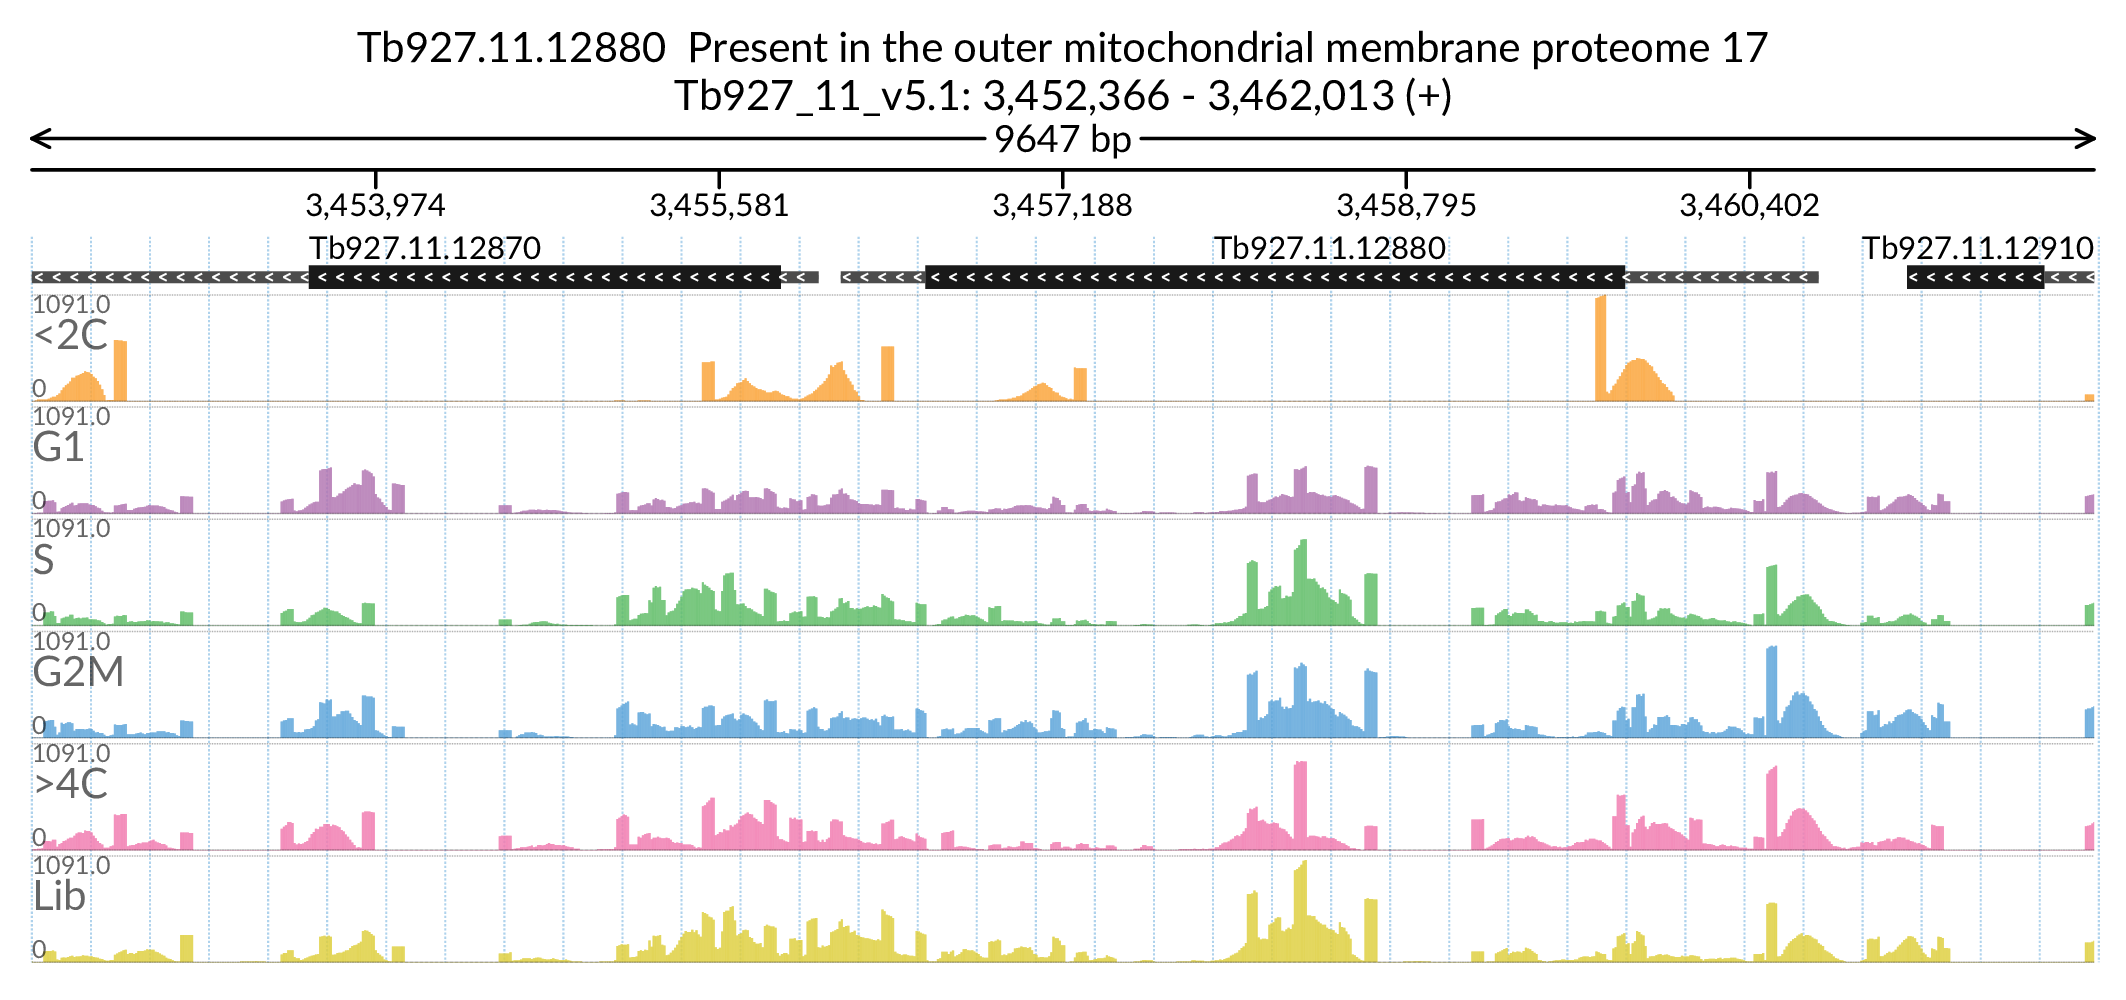 Tb927.11.12880 Present in the outer mitochondrial membrane proteome 17
Tb927_11_v5.1: 3,452,366 - 3,462,013 (+)
9647 bp
3,453,974 3,455,581 3,457,188 3,458,795 3,460,402
Tb927.11.12870 Tb927.11.12880 Tb927.11.12910
1091.0
<2C
0
1091.0
G1
0
1091.0
S
0
1091.0
G2M
0
1091.0
>4C
0
1091.0
Lib
0